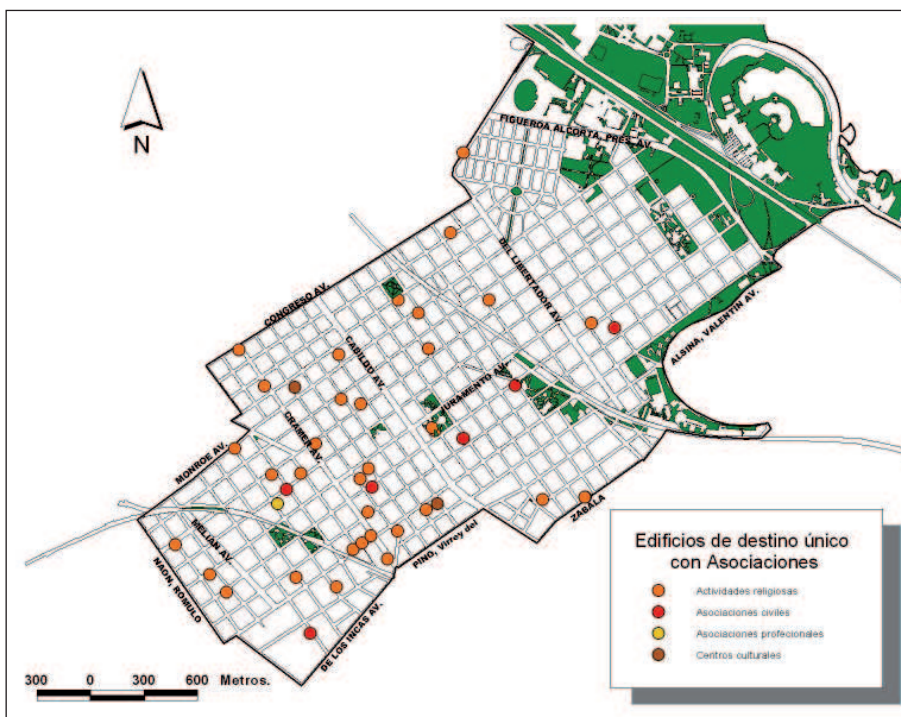 N
FIGUEROA ALCORTA, PRES. AV.
CONGRESO AV.
DEL LIBERTADOR AV.
ALSINA, VALENTIN AV.
CABILDO AV.
JURAMENTO AV.
CRAMER AV.
MONROE AV.
MELIAN AV.
NAON, ROMULO
PINO, Virrey del
ZABALA
DE LOS INCAS AV.
Edificios de destino único
con Asociaciones
Actividades religiosas
Asociaciones civiles
Asociaciones profecionales
Centros culturales
300 0 300 600 Metros.